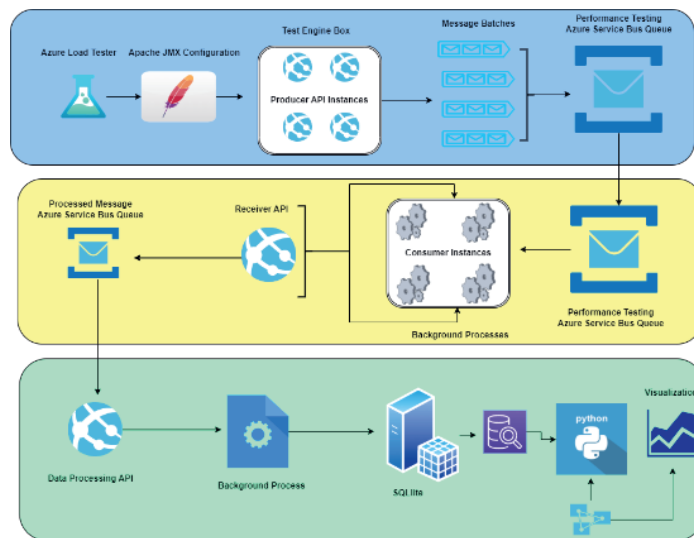 Azure Load Tester
Apache JMX Configuration
Test Engine Box
Producer API Instances
Message Batches
Performance Testing
Azure Service Bus Queue
Processed Message
Azure Service Bus Queue
Receiver API
Consumer Instances
Background Processes
Performance Testing
Azure Service Bus Queue
Data Processing API
Background Process
SQLlite
python
Visualization